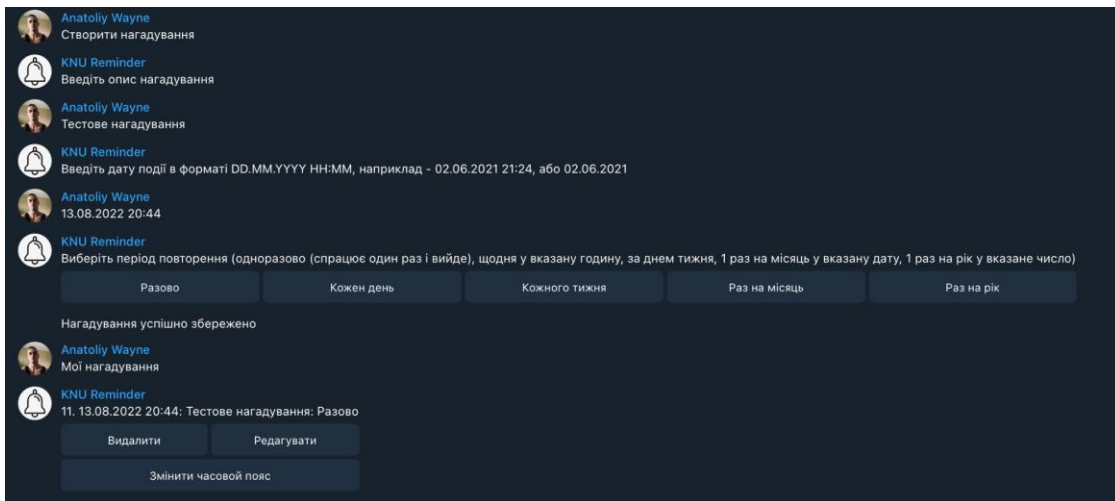 Anatoliy Wayne
Створити нагадування
KNU Reminder
Введіть опис нагадування
Anatoliy Wayne
Тестове нагадування
KNU Reminder
Введіть дату події в форматі DD.MM.YYYY HH:MM, наприклад - 02.06.2021 21:24, або 02.06.2021
Anatoliy Wayne
13.08.2022 20:44
KNU Reminder
Виберіть період повторення (одноразово (спрацює один раз і вийде), щодня у вказану годину, за днем тижня, 1 раз на місяць у вказану дату, 1 раз на рік у вказане число)
Разово Кожен день Кожного тижня Раз на місяць Раз на рік
Нагадування успішно збережено
Anatoliy Wayne
Мої нагадування
KNU Reminder
11. 13.08.2022 20:44: Тестове нагадування: Разово
Видалити Редагувати
Змінити часовой пояс